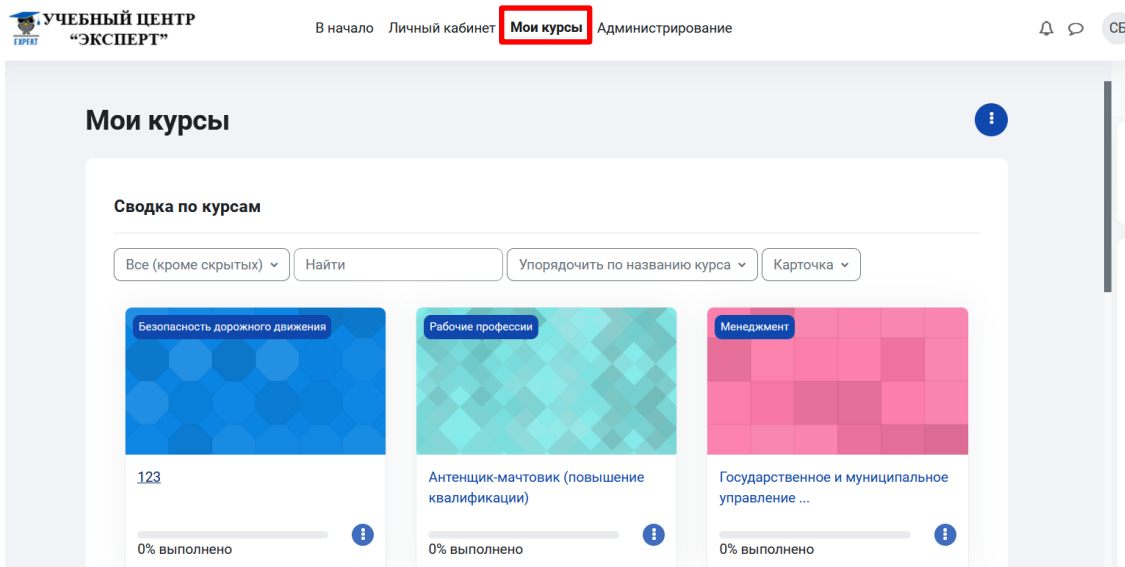 УЧЕБНЫЙ ЦЕНТР
“ЭКСПЕРТ”
EXPERT
В начало Личный кабинет Мои курсы Администрирование
СБ
Мои курсы
Сводка по курсам
Все (кроме скрытых) Найти Упорядочить по названию курса Карточка
Безопасность дорожного движения
Рабочие профессии
Менеджмент
123
Антенщик-мачтовик (повышение
квалификации)
Государственное и муниципальное
управление ...
0% выполнено
0% выполнено
0% выполнено